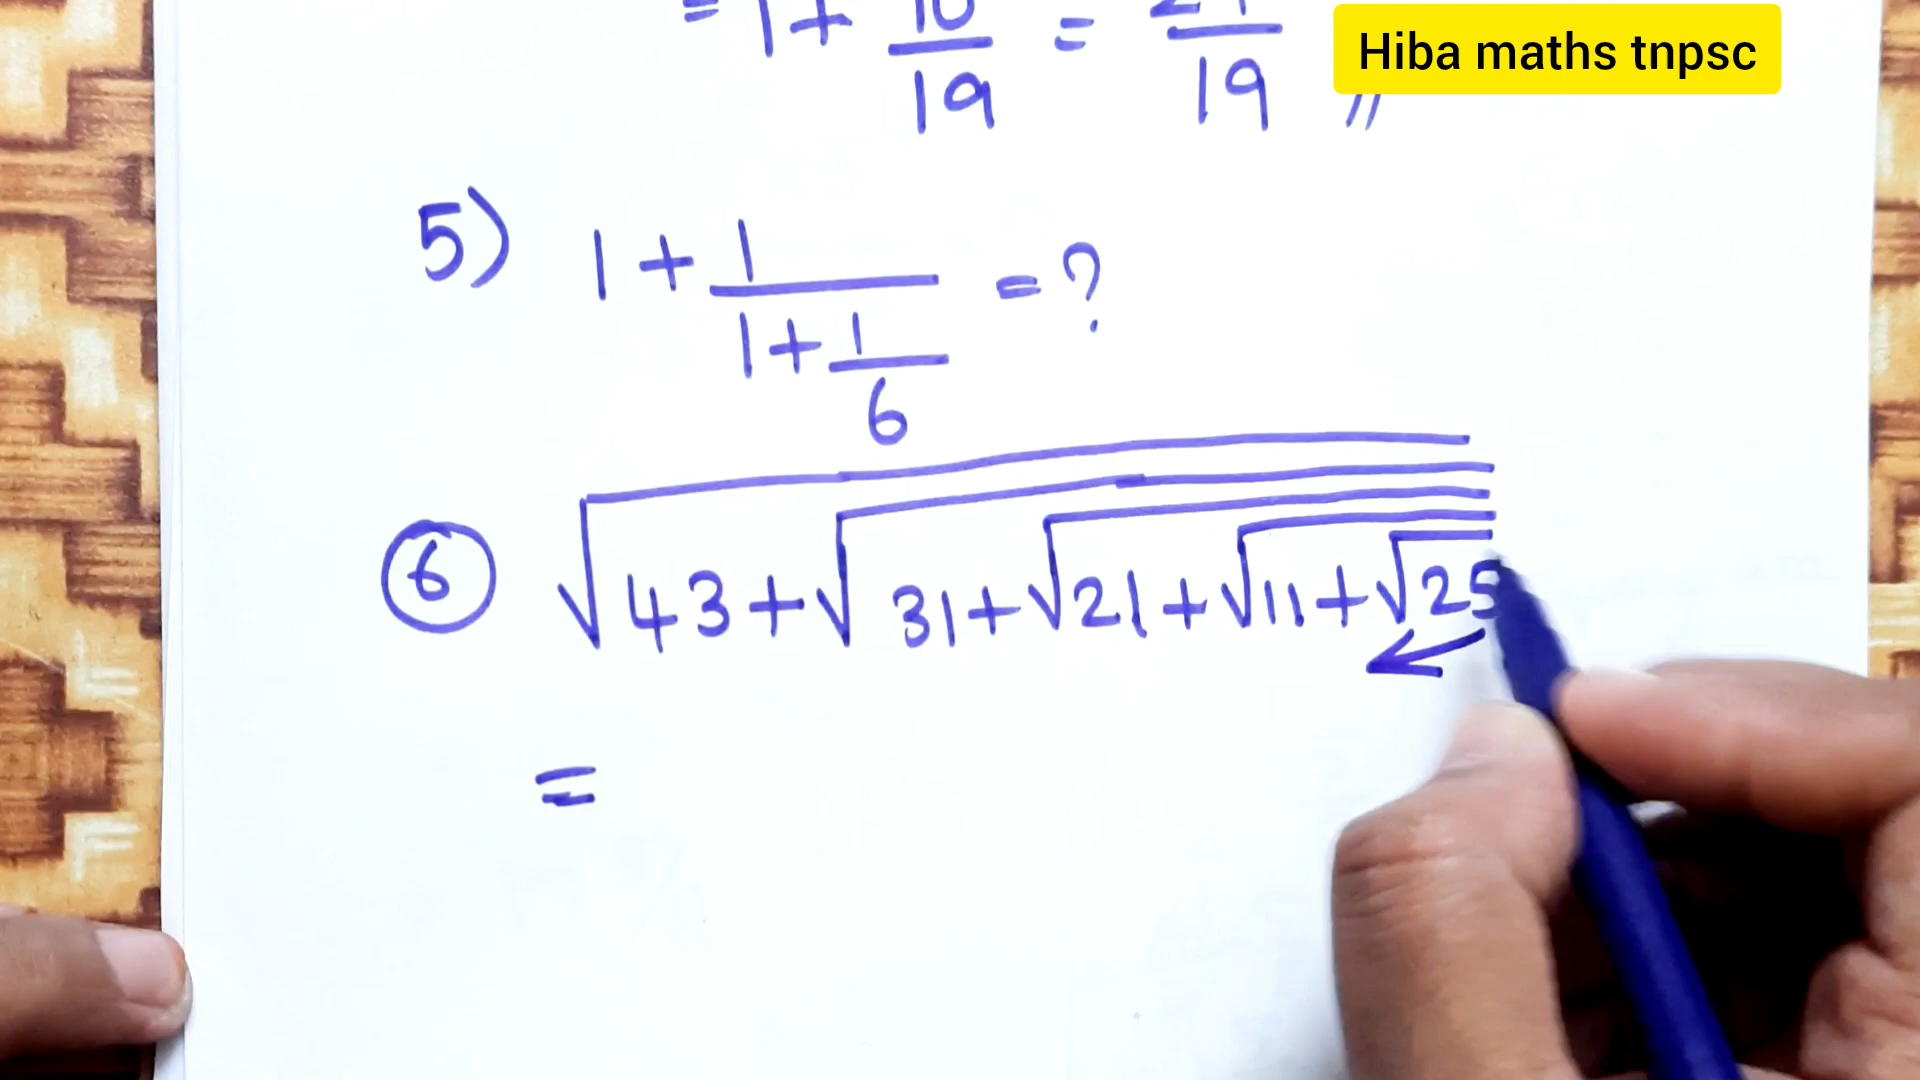 = 1 + 10/19 = 29/19 //
Hiba maths tnpsc
5) 1 + 1/(1 + 1/6) = ?
⑥ √(43 + √(31 + √(21 + √(11 + √25))))
=